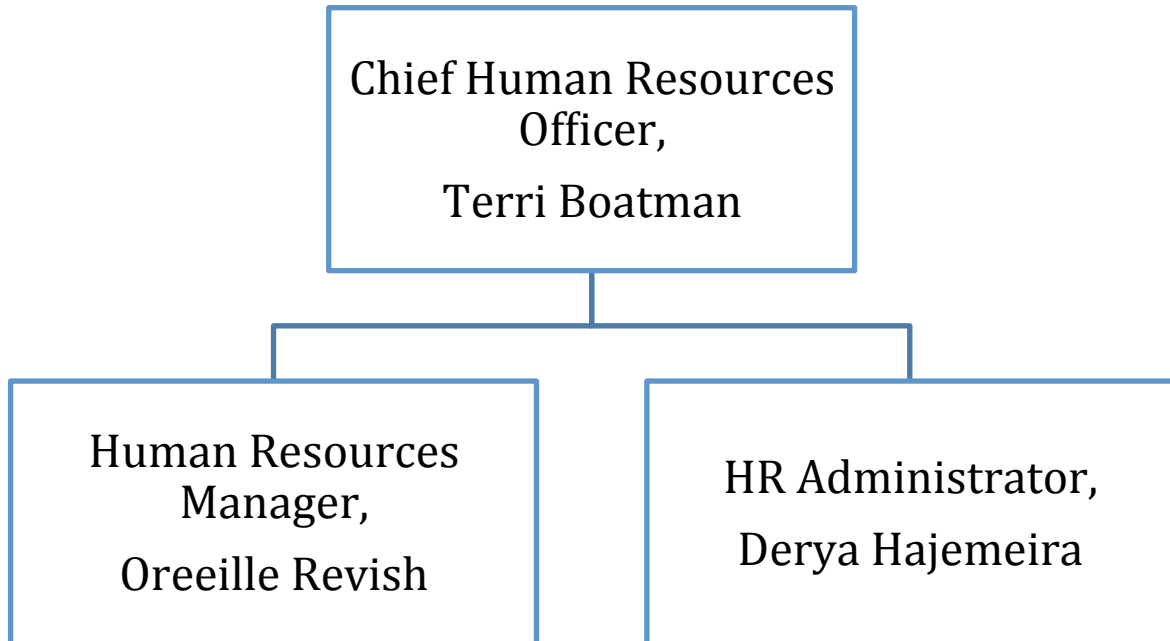 Chief Human Resources
Officer,
Terri Boatman
Human Resources
Manager,
Oreeille Revish
HR Administrator,
Derya Hajemeira